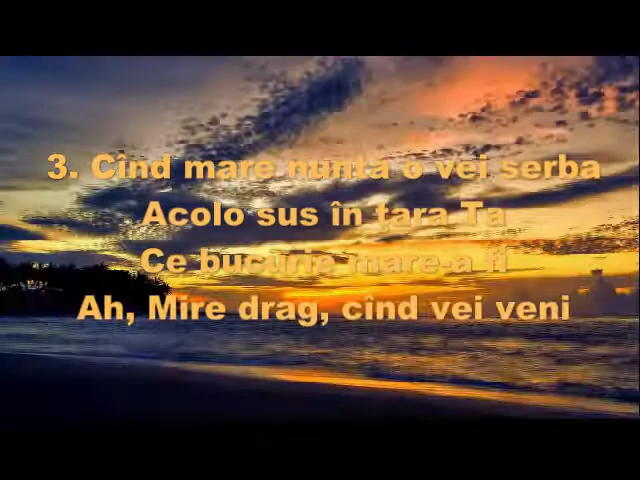 3. Cînd mare nunta o vei serba
Acolo sus în țara Ta
Ce bucurie mare-a fi
Ah, Mire drag, cînd vei veni